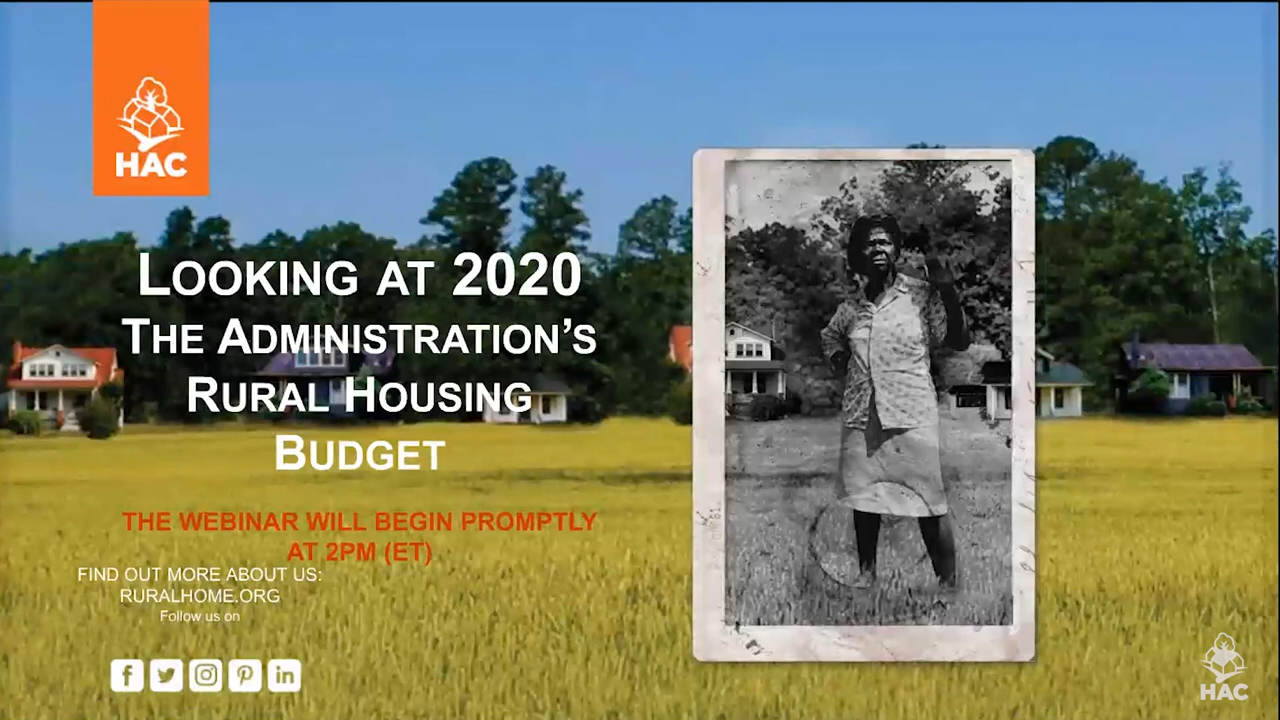 HAC
LOOKING AT 2020
THE ADMINISTRATION'S
RURAL HOUSING
BUDGET
THE WEBINAR WILL BEGIN PROMPTLY
AT 2PM (ET)
FIND OUT MORE ABOUT US:
RURALHOME.ORG
Follow us on
HAC